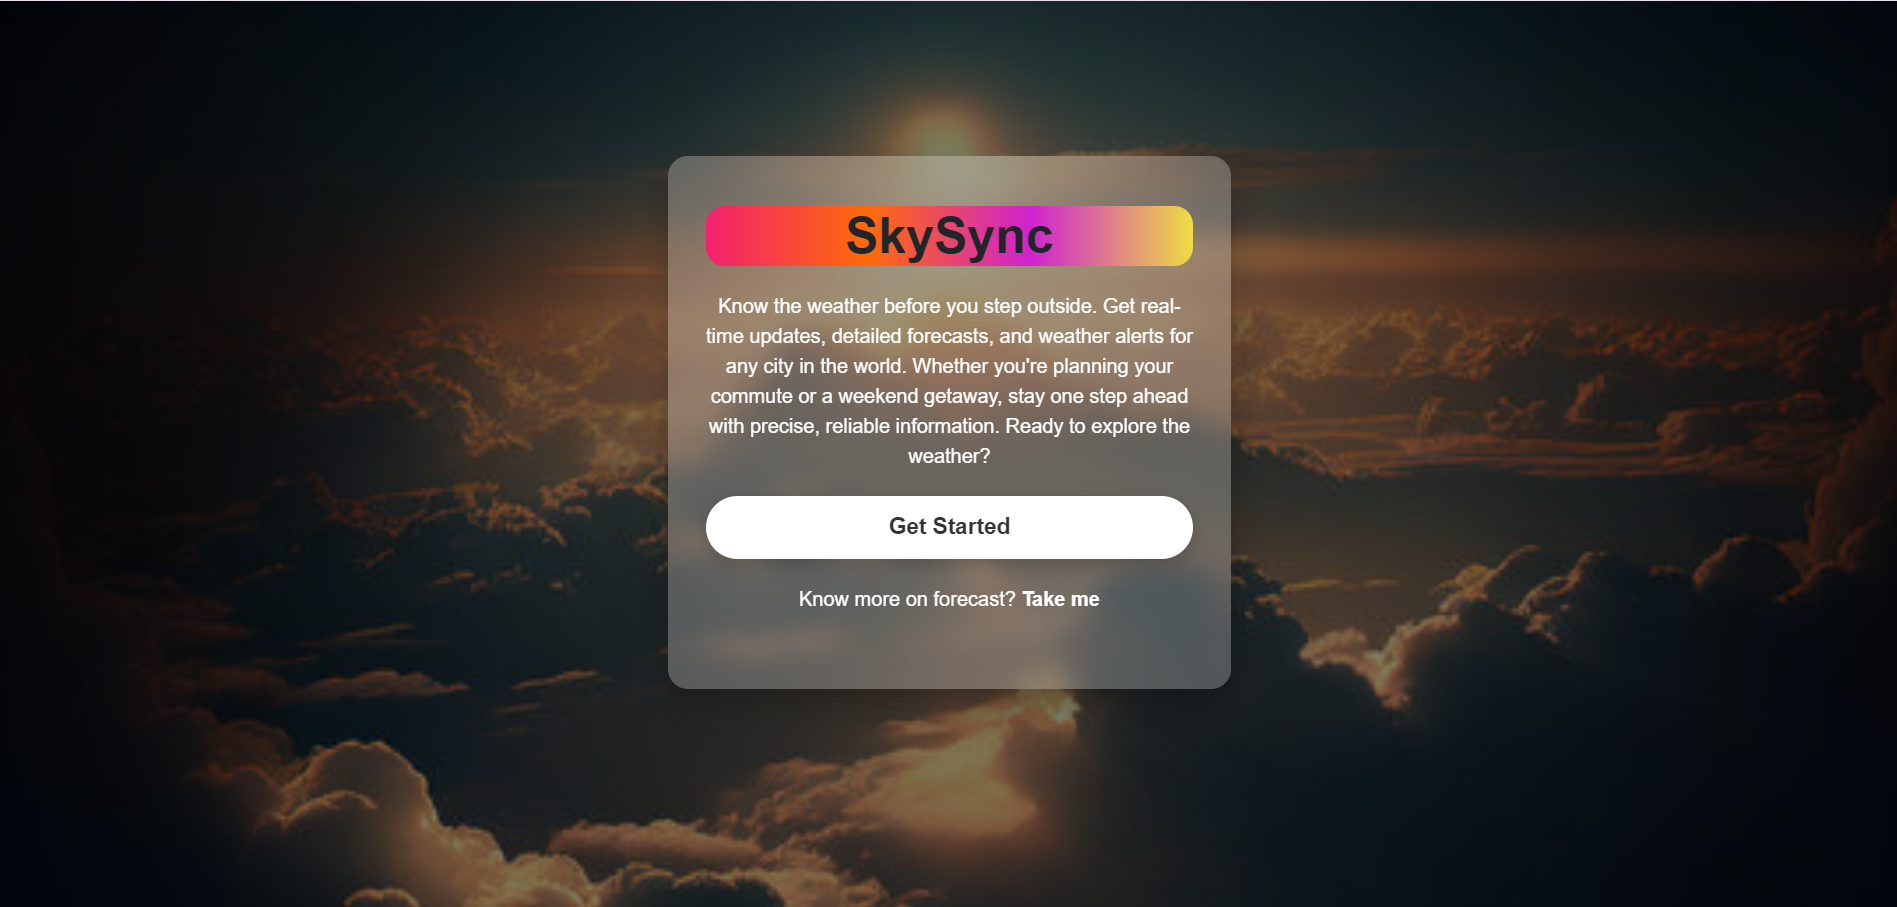 SkySync
Know the weather before you step outside. Get real-
time updates, detailed forecasts, and weather alerts for
any city in the world. Whether you're planning your
commute or a weekend getaway, stay one step ahead
with precise, reliable information. Ready to explore the
weather?
Get Started
Know more on forecast? Take me